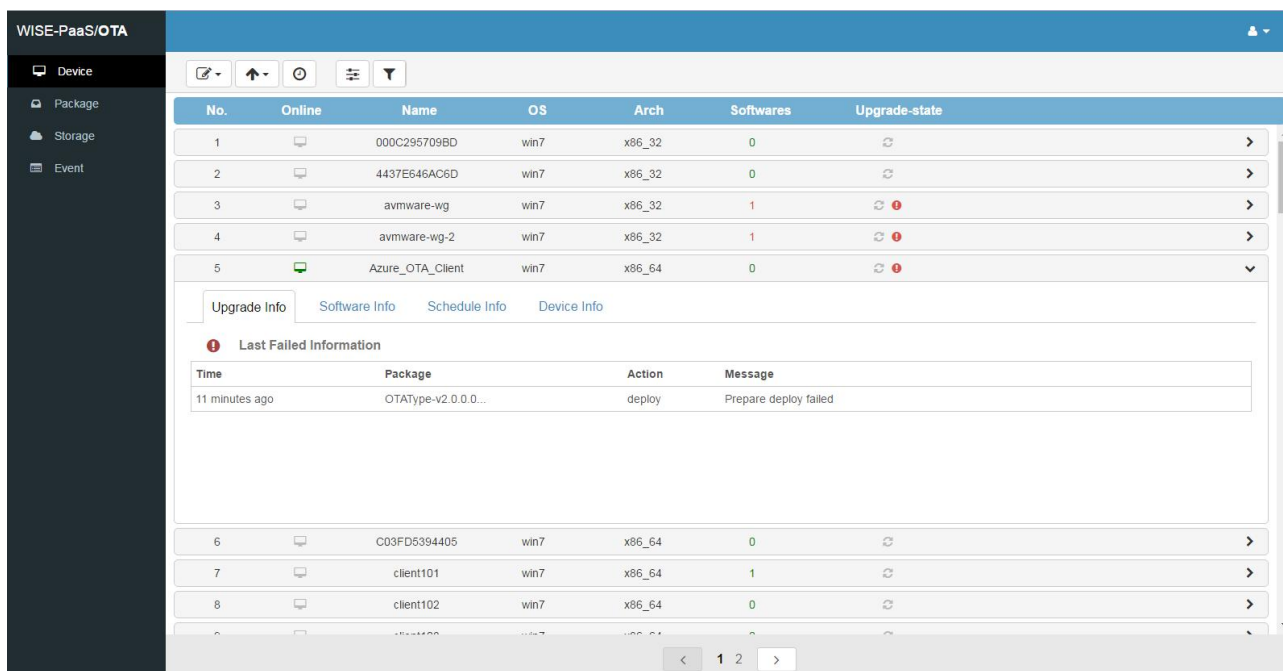 WISE-PaaS/OTA
Device
Package
Storage
Event
No. Online Name OS Arch Softwares Upgrade-state
1 000C295709BD win7 x86_32 0
2 4437E646AC6D win7 x86_32 0
3 avmware-wg win7 x86_32 1
4 avmware-wg-2 win7 x86_32 1
5 Azure_OTA_Client win7 x86_64 0
Upgrade Info Software Info Schedule Info Device Info
Last Failed Information
Time Package Action Message
11 minutes ago OTAType-v2.0.0.0... deploy Prepare deploy failed
6 C03FD5394405 win7 x86_64 0
7 client101 win7 x86_64 1
8 client102 win7 x86_64 0
1 2